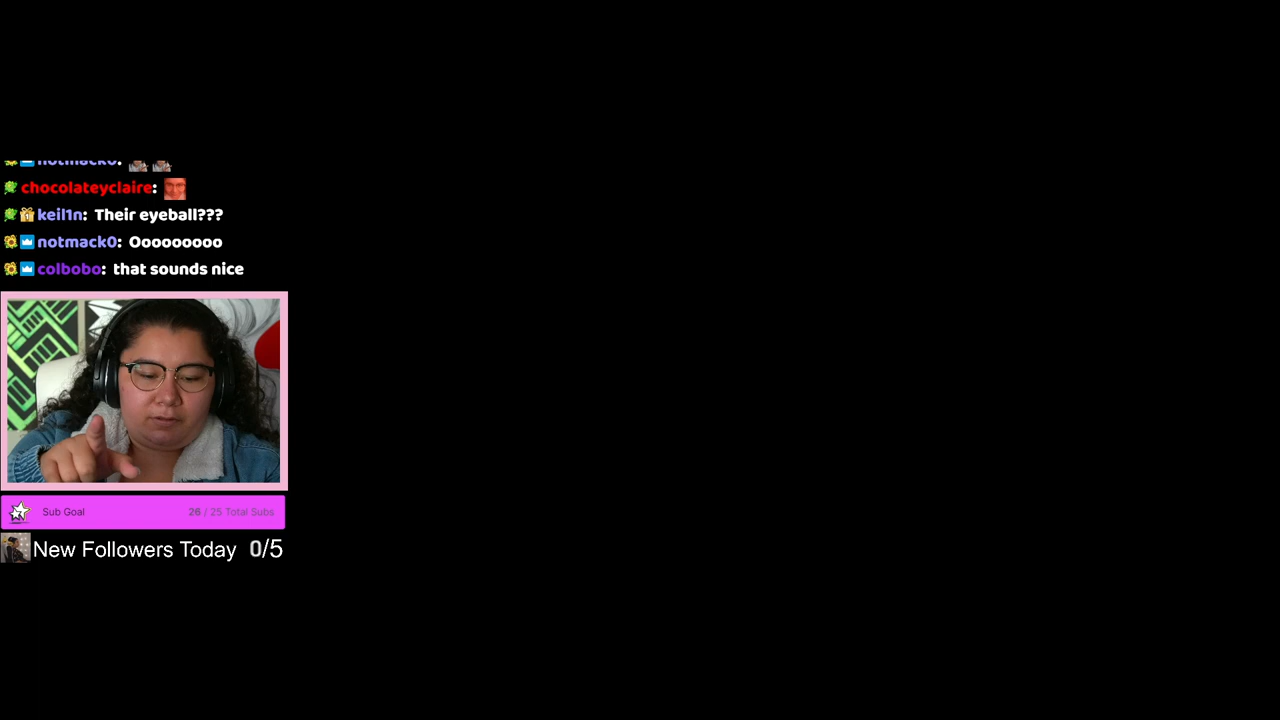 notmack0:
chocolateyclaire:
keil1n: Their eyeball???
notmack0: Ooooooooo
colbobo: that sounds nice
Sub Goal 26 / 25 Total Subs
New Followers Today 0/5